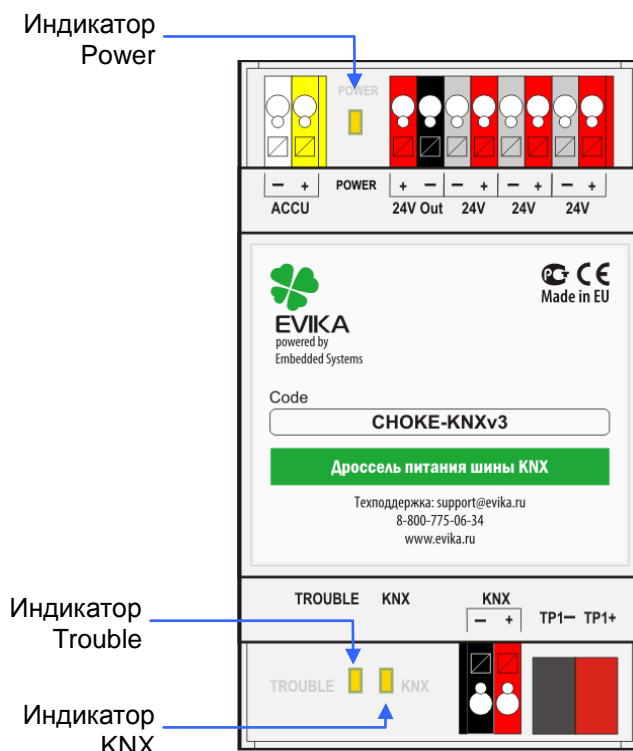 Индикатор
Power
POWER
− + POWER + − − + − + − +
ACCU 24V Out 24V 24V 24V
EVIKA
powered by
Embedded Systems
РСТ CE
Made in EU
Code
CHOKE-KNXv3
Дроссель питания шины KNX
Техподдержка: support@evika.ru
8-800-775-06-34
www.evika.ru
TROUBLE KNX KNX
− + TP1− TP1+
Индикатор
Trouble
TROUBLE KNX
Индикатор
KNX